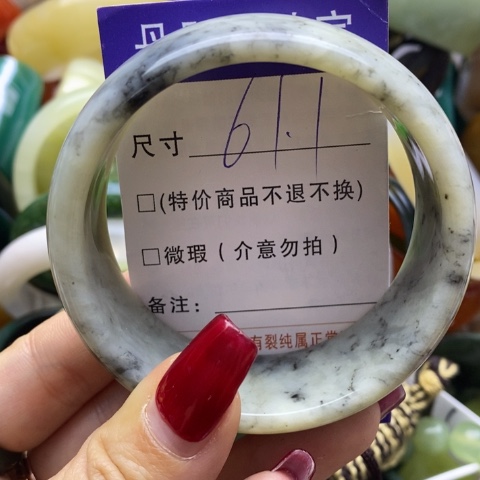 尺寸 61.1
□(特价商品不退不换)
□微瑕(介意勿拍)
备注:
有裂纯属正常